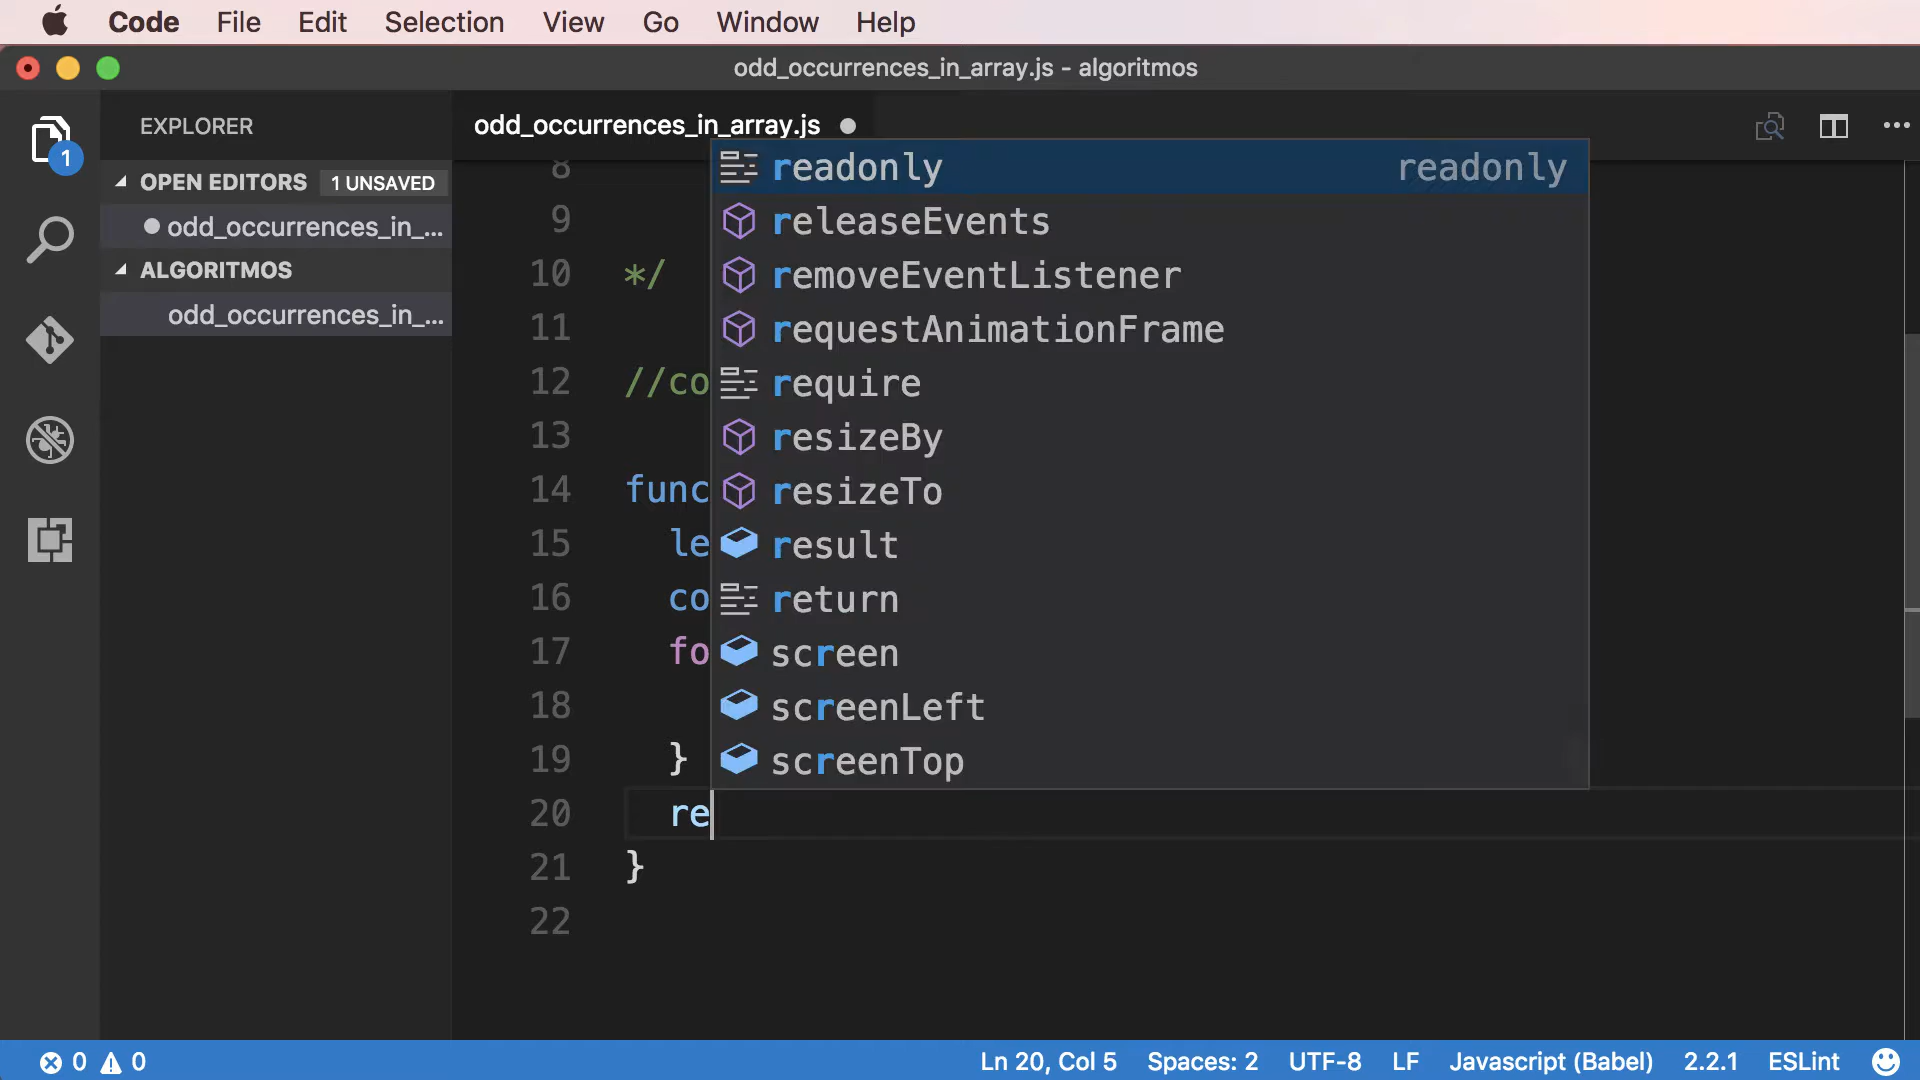 Code File Edit Selection View Go Window Help
odd_occurrences_in_array.js - algoritmos
EXPLORER
1
OPEN EDITORS 1 UNSAVED
odd_occurrences_in_...
ALGORITMOS
odd_occurrences_in_...
odd_occurrences_in_array.js
8
9
10 */
11
12 //co
13
14 func
15 le
16 co
17 fo
18
19 }
20 re
21 }
22
readonly readonly
releaseEvents
removeEventListener
requestAnimationFrame
require
resizeBy
resizeTo
result
return
screen
screenLeft
screenTop
0 0 Ln 20, Col 5 Spaces: 2 UTF-8 LF Javascript (Babel) 2.2.1 ESLint